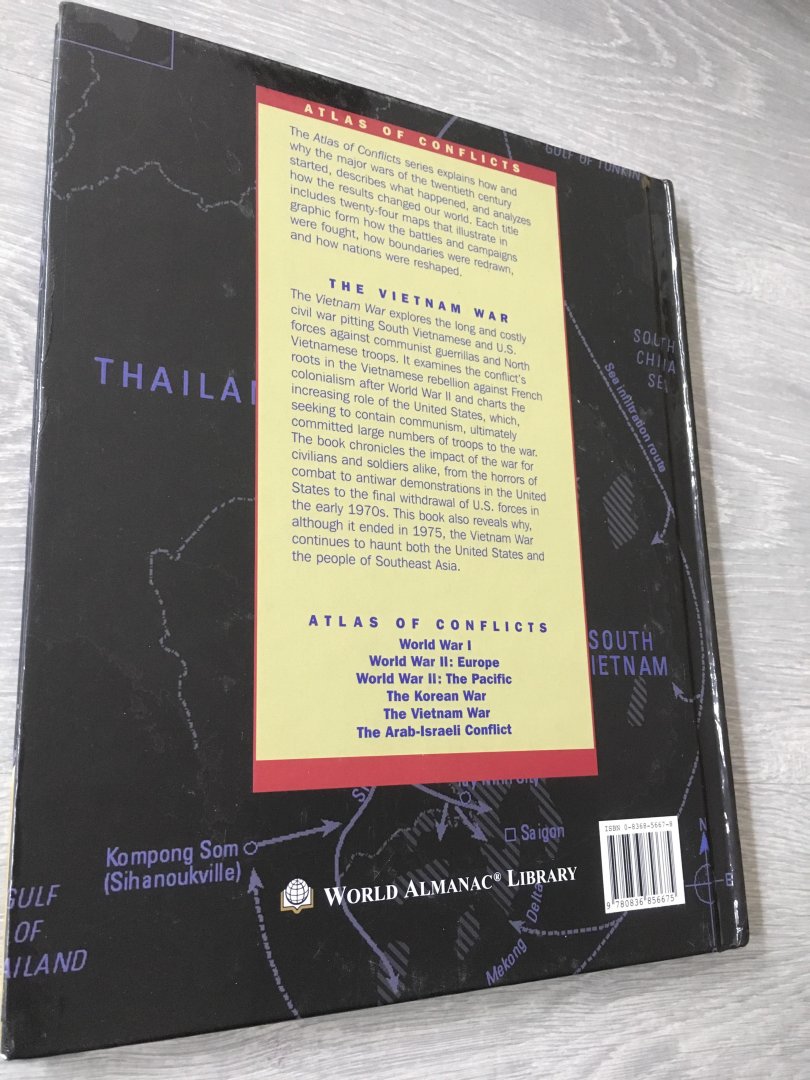 ATLAS OF CONFLICTS
The Atlas of Conflicts series explains how and
why the major wars of the twentieth century
started, describes what happened, and analyzes
how the results changed our world. Each title
includes twenty-four maps that illustrate in
graphic form how the battles and campaigns
were fought, how boundaries were redrawn,
and how nations were reshaped.
THE VIETNAM WAR
The Vietnam War explores the long and costly
civil war pitting South Vietnamese and U.S.
forces against communist guerrillas and North
Vietnamese troops. It examines the conflict's
roots in the Vietnamese rebellion against French
colonialism after World War II and charts the
increasing role of the United States, which,
seeking to contain communism, ultimately
committed large numbers of troops to the war.
The book chronicles the impact of the war for
civilians and soldiers alike, from the horrors of
combat to antiwar demonstrations in the United
States to the final withdrawal of U.S. forces in
the early 1970s. This book also reveals why,
although it ended in 1975, the Vietnam War
continues to haunt both the United States and
the people of Southeast Asia.
ATLAS OF CONFLICTS
World War I
World War II: Europe
World War II: The Pacific
The Korean War
The Vietnam War
The Arab-Israeli Conflict
GULF OF TONKIN
THAILA
SOUTH
CHINA
SE
Sea infiltration route
SOUTH
IETNAM
Saigon
Kompong Som
(Sihanoukville)
GULF
OF
AILAND
Mekong Delta
N
E
WORLD ALMANAC® LIBRARY
ISBN 0-8368-5667-8
9 780836 856675